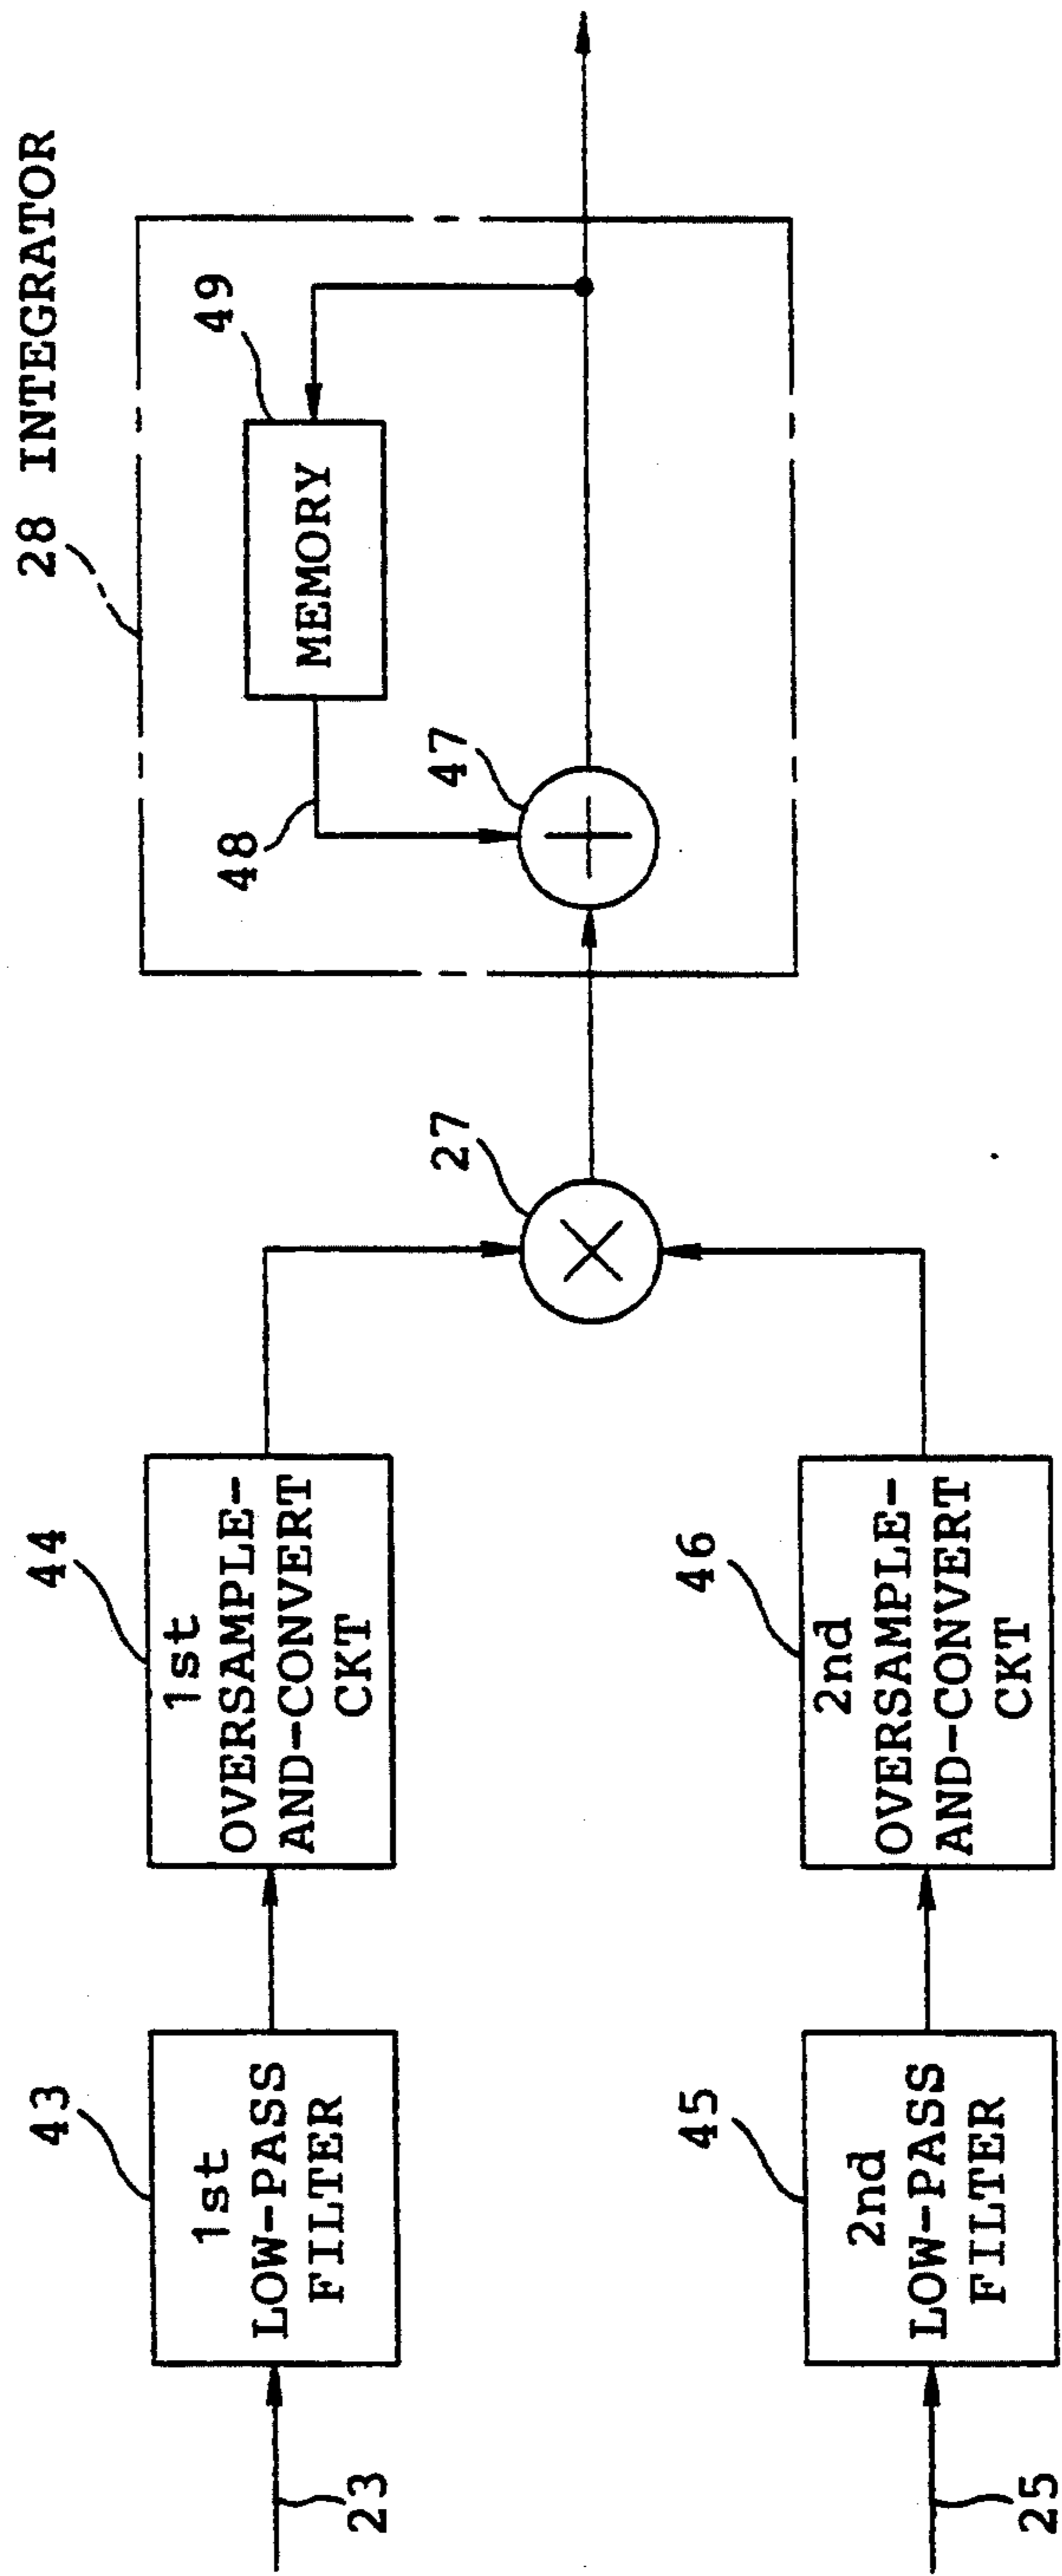 23
43
1st
LOW-PASS
FILTER
44
1st
OVERSAMPLE-
AND-CONVERT
CKT
25
45
2nd
LOW-PASS
FILTER
46
2nd
OVERSAMPLE-
AND-CONVERT
CKT
27
28 INTEGRATOR
47
48
49
MEMORY